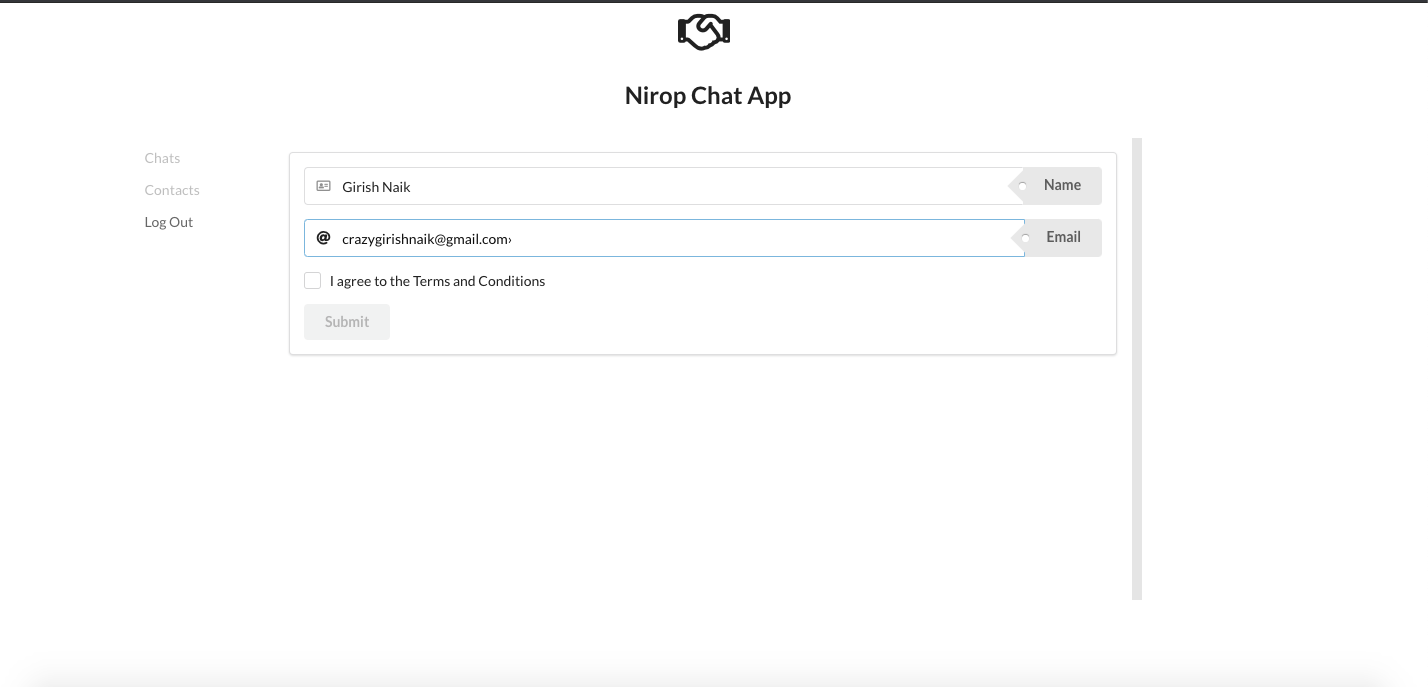 Nirop Chat App
Chats
Contacts
Log Out
Girish Naik
Name
crazygirishnaik@gmail.com›
Email
I agree to the Terms and Conditions
Submit